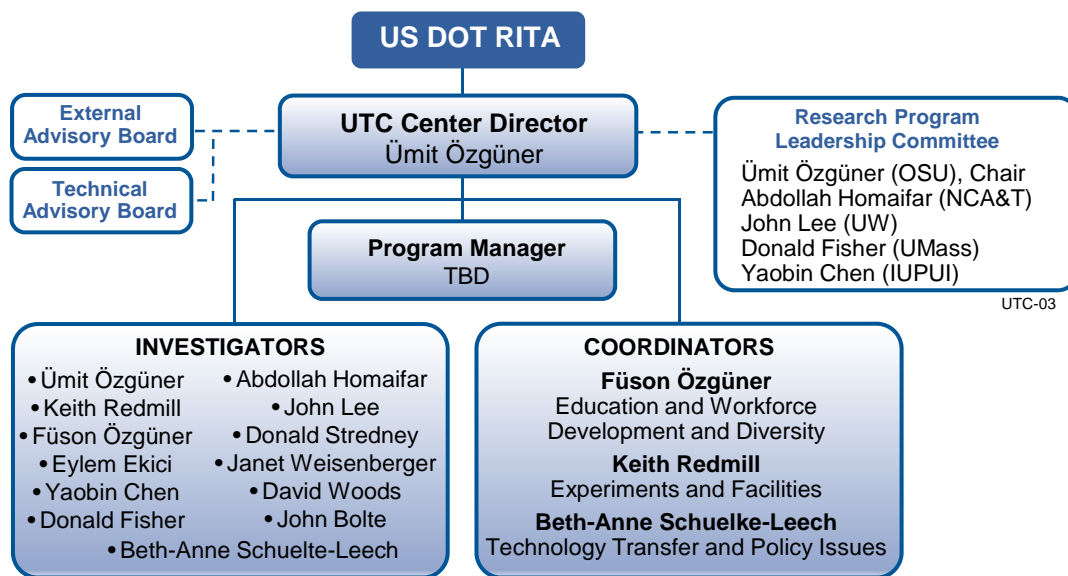 US DOT RITA
External
Advisory Board
Technical
Advisory Board
UTC Center Director
Ümit Özgüner
Research Program
Leadership Committee
Ümit Özgüner (OSU), Chair
Abdollah Homaifar (NCA&T)
John Lee (UW)
Donald Fisher (UMass)
Yaobin Chen (IUPUI)
UTC-03
Program Manager
TBD
INVESTIGATORS
• Ümit Özgüner
• Keith Redmill
• Füson Özgüner
• Eylem Ekici
• Yaobin Chen
• Donald Fisher
• Abdollah Homaifar
• John Lee
• Donald Stredney
• Janet Weisenberger
• David Woods
• John Bolte
• Beth-Anne Schuelte-Leech
COORDINATORS
Füson Özgüner
Education and Workforce
Development and Diversity
Keith Redmill
Experiments and Facilities
Beth-Anne Schuelke-Leech
Technology Transfer and Policy Issues